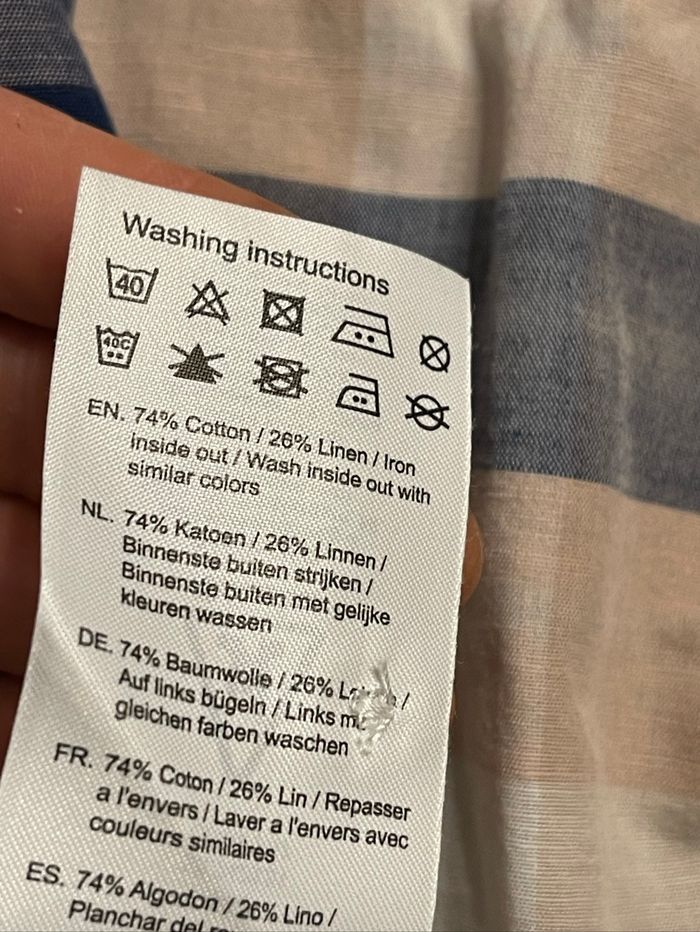 Washing instructions
40
40C
EN. 74% Cotton / 26% Linen / Iron
inside out / Wash inside out with
similar colors
NL. 74% Katoen / 26% Linnen /
Binnenste buiten strijken /
Binnenste buiten met gelijke
kleuren wassen
DE. 74% Baumwolle / 26% /
Auf links bügeln / Links
gleichen farben waschen
FR. 74% Coton / 26% Lin / Repasser
a l'envers / Laver a l'envers avec
couleurs similaires
ES. 74% Algodon / 26% Lino /
Planchar del